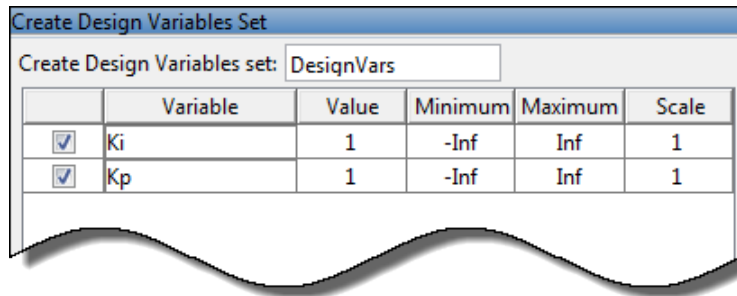 Create Design Variables Set
Create Design Variables set: DesignVars
Variable Value Minimum Maximum Scale
Ki 1 -Inf Inf 1
Kp 1 -Inf Inf 1